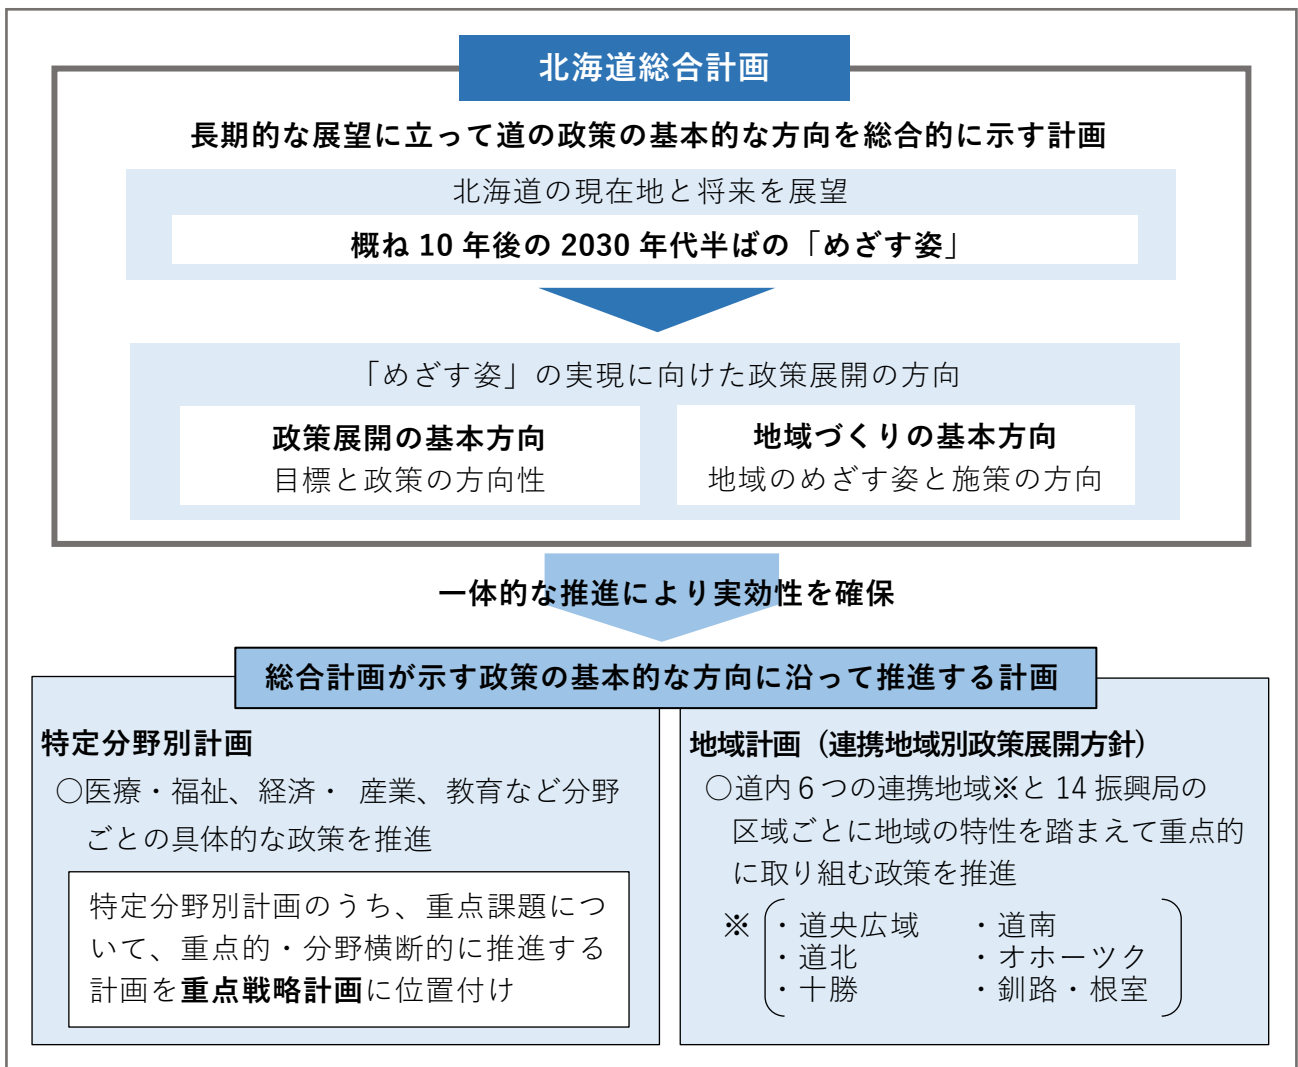 北海道総合計画
長期的な展望に立って道の政策の基本的な方向を総合的に示す計画
北海道の現在地と将来を展望
概ね 10 年後の 2030 年代半ばの「めざす姿」
「めざす姿」の実現に向けた政策展開の方向
政策展開の基本方向
目標と政策の方向性
地域づくりの基本方向
地域のめざす姿と施策の方向
一体的な推進により実効性を確保
総合計画が示す政策の基本的な方向に沿って推進する計画
特定分野別計画
○医療・福祉、経済・ 産業、教育など分野
ごとの具体的な政策を推進
特定分野別計画のうち、重点課題につ
いて、重点的・分野横断的に推進する
計画を重点戦略計画に位置付け
地域計画（連携地域別政策展開方針）
○道内 6 つの連携地域※と 14 振興局の
区域ごとに地域の特性を踏まえて重点的
に取り組む政策を推進
※ ・道央広域 ・道南
・道北 ・オホーツク
・十勝 ・釧路・根室